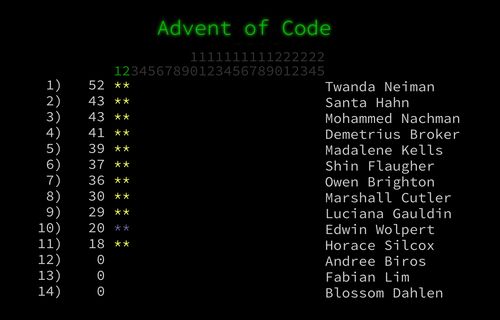 Advent of Code
1111111111222222
1234567890123456789012345
1) 52 ** Twanda Neiman
2) 43 ** Santa Hahn
3) 43 ** Mohammed Nachman
4) 41 ** Demetrius Broker
5) 39 ** Madalene Kells
6) 37 ** Shin Flaugher
7) 36 ** Owen Brighton
8) 30 ** Marshall Cutler
9) 29 ** Luciana Gauldin
10) 20 ** Edwin Wolpert
11) 18 ** Horace Silcox
12) 0 Andree Biros
13) 0 Fabian Lim
14) 0 Blossom Dahlen